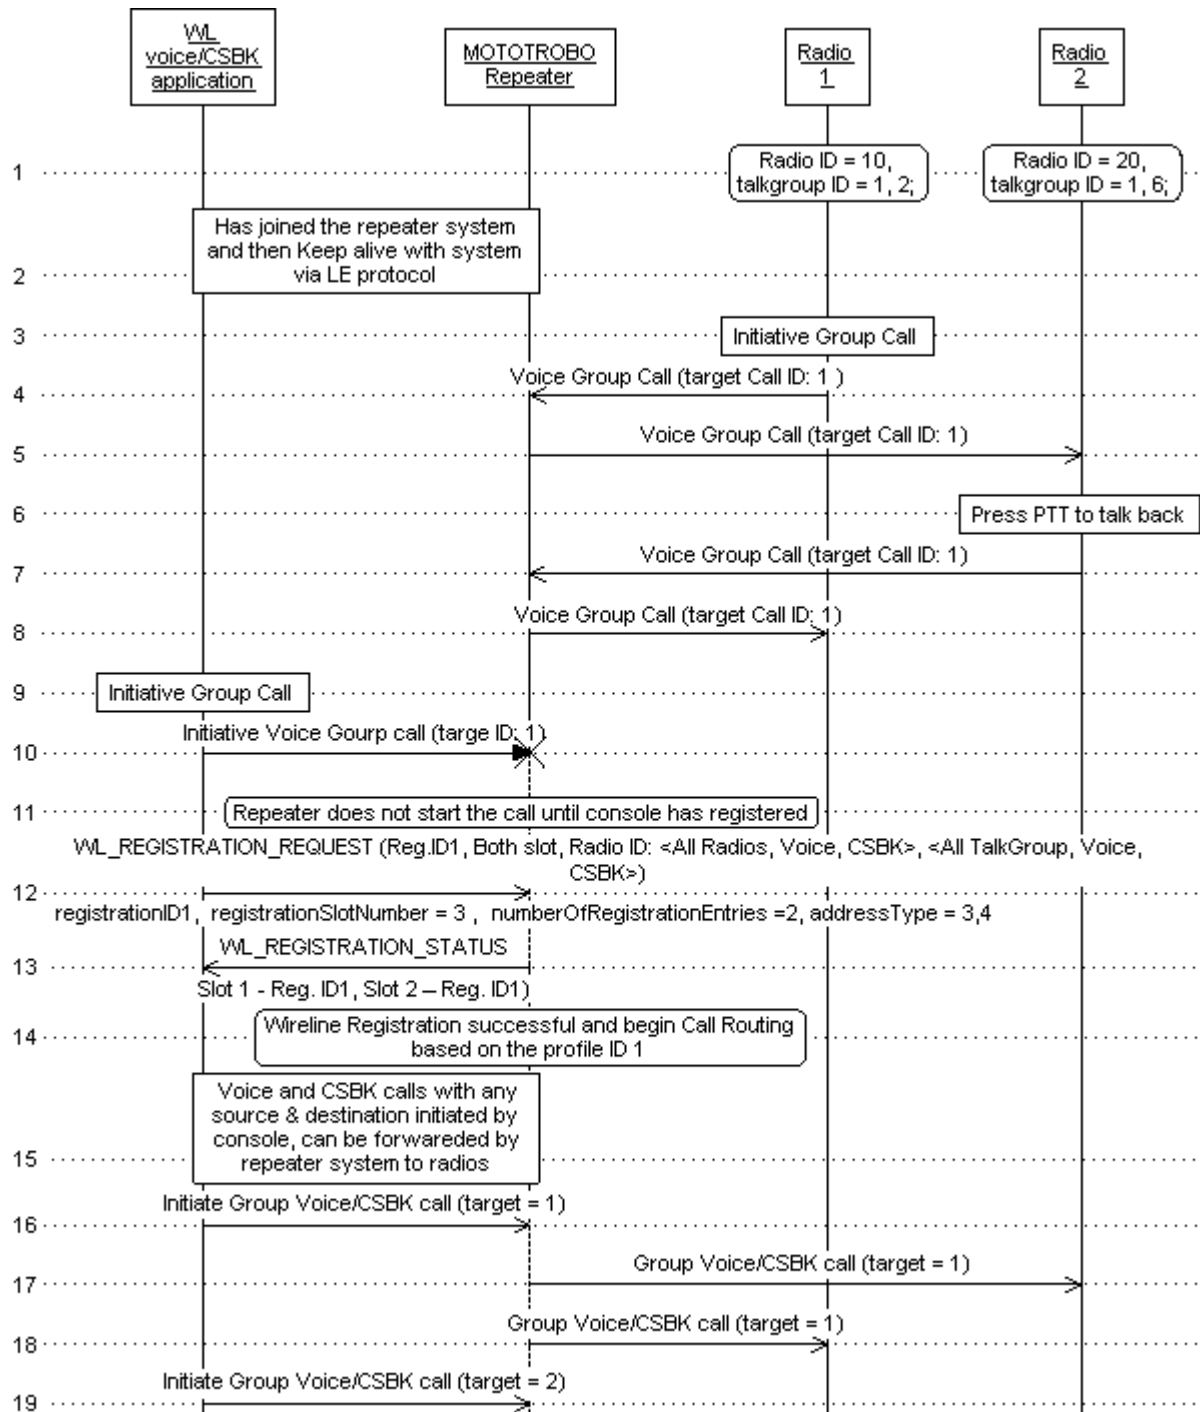 WL
voice/CSBK
application
MOTOTROBO
Repeater
Radio
1
Radio
2
1
Radio ID = 10,
talkgroup ID = 1, 2;
Radio ID = 20,
talkgroup ID = 1, 6;
Has joined the repeater system
and then Keep alive with system
via LE protocol
2
3
Initiative Group Call
Voice Group Call (target Call ID: 1 )
4
Voice Group Call (target Call ID: 1)
5
6
Press PTT to talk back
Voice Group Call (target Call ID: 1)
7
Voice Group Call (target Call ID: 1)
8
9
Initiative Group Call
Initiative Voice Gourp call (targe ID: 1)
10
11
Repeater does not start the call until console has registered
WL_REGISTRATION_REQUEST (Reg.ID1, Both slot, Radio ID: <All Radios, Voice, CSBK>, <All TalkGroup, Voice,
CSBK>)
12
registrationID1, registrationSlotNumber = 3 , numberOfRegistrationEntries =2, addressType = 3,4
WL_REGISTRATION_STATUS
13
Slot 1 - Reg. ID1, Slot 2 – Reg. ID1)
14
Wireline Registration successful and begin Call Routing
based on the profile ID 1
Voice and CSBK calls with any
source & destination initiated by
console, can be forwareded by
repeater system to radios
15
Initiate Group Voice/CSBK call (target = 1)
16
Group Voice/CSBK call (target = 1)
17
Group Voice/CSBK call (target = 1)
18
Initiate Group Voice/CSBK call (target = 2)
19